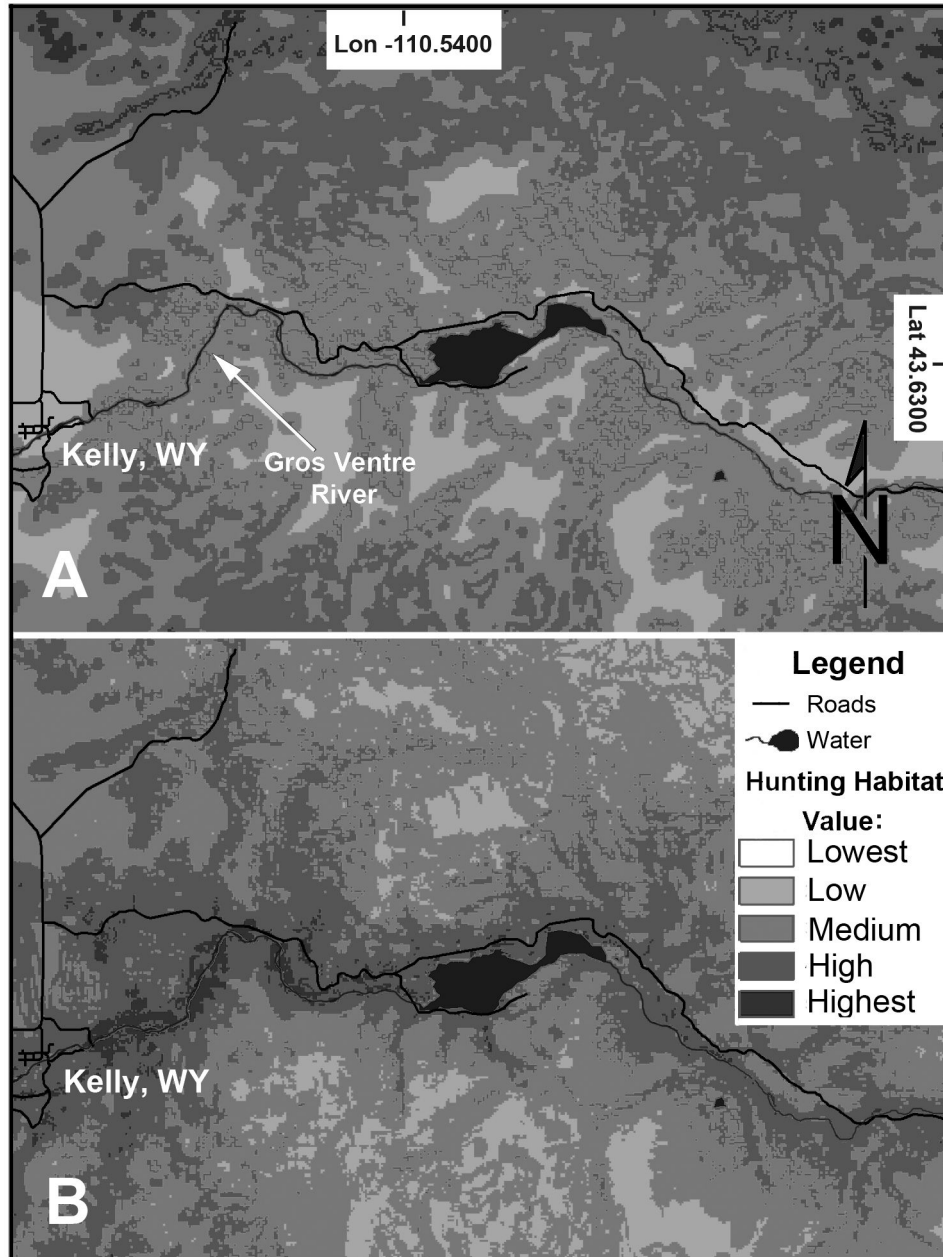 Lon -110.5400
Lat 43.6300
Kelly, WY
Gros Ventre
River
A
N
Legend
Roads
Water
Hunting Habitat
Value:
Lowest
Low
Medium
High
Highest
Kelly, WY
B